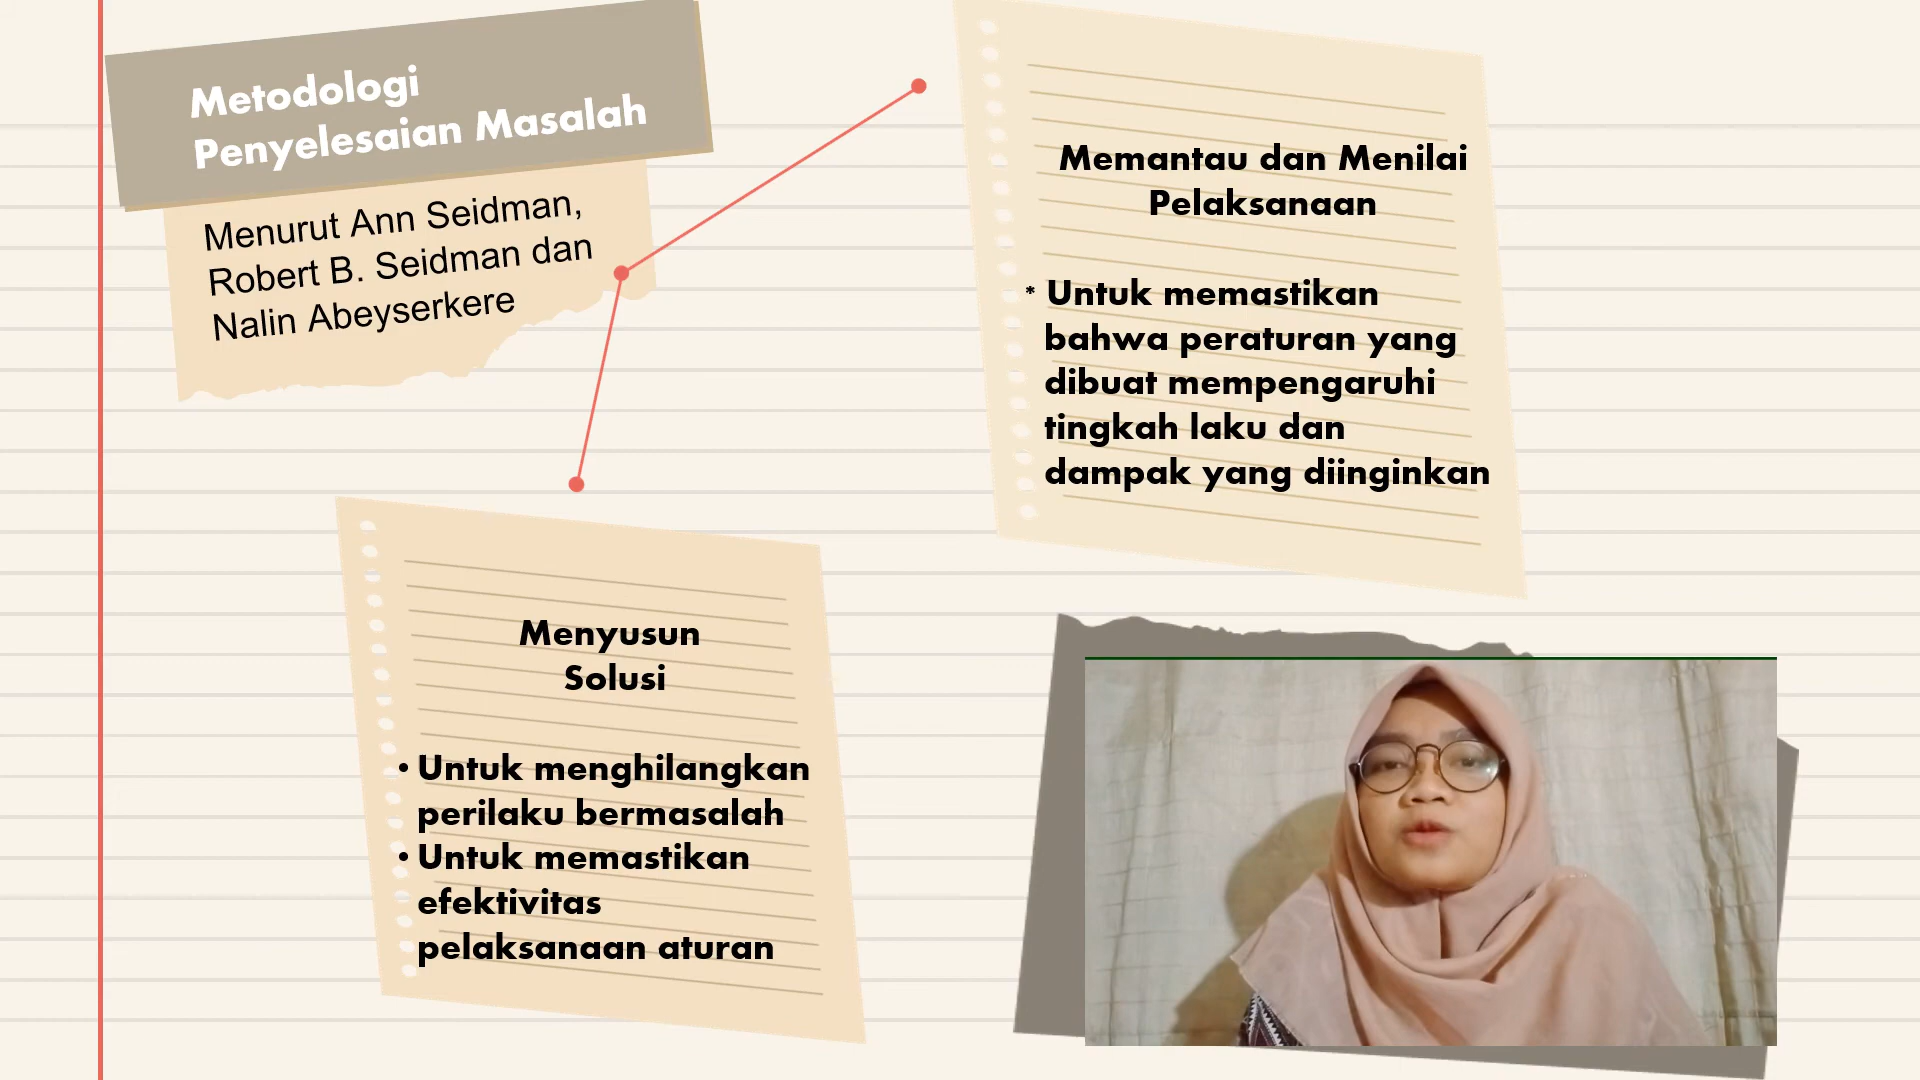 Metodologi
Penyelesaian Masalah
Menurut Ann Seidman,
Robert B. Seidman dan
Nalin Abeyserkere
Memantau dan Menilai
Pelaksanaan
* Untuk memastikan
bahwa peraturan yang
dibuat mempengaruhi
tingkah laku dan
dampak yang diinginkan
Menyusun
Solusi
• Untuk menghilangkan
perilaku bermasalah
• Untuk memastikan
efektivitas
pelaksanaan aturan